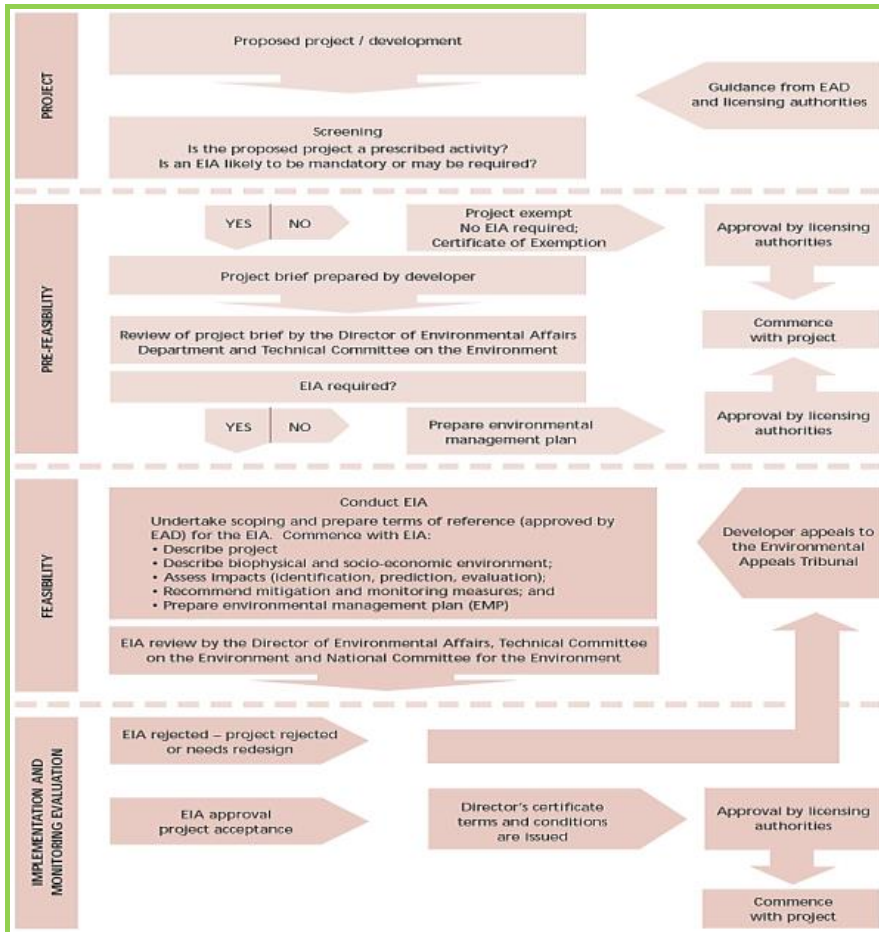 PROJECT
Proposed project / development
Guidance from EAD
and licensing authorities
Screening
Is the proposed project a prescribed activity?
Is an EIA likely to be mandatory or may be required?
PRE-FEASIBILITY
YES
NO
Project exempt
No EIA required;
Certificate of Exemption
Approval by licensing
authorities
Project brief prepared by developer
Review of project brief by the Director of Environmental Affairs
Department and Technical Committee on the Environment
Commence
with project
EIA required?
YES
NO
Prepare environmental
management plan
Approval by licensing
authorities
FEASIBILITY
Conduct EIA
Undertake scoping and prepare terms of reference (approved by
EAD) for the EIA. Commence with EIA:
• Describe project
• Describe biophysical and socio-economic environment;
• Assess impacts (identification, prediction, evaluation);
• Recommend mitigation and monitoring measures; and
• Prepare environmental management plan (EMP)
Developer appeals to
the Environmental
Appeals Tribunal
EIA review by the Director of Environmental Affairs, Technical Committee
on the Environment and National Committee for the Environment
IMPLEMENTATION AND
MONITORING EVALUATION
EIA rejected – project rejected
or needs redesign
EIA approval
project acceptance
Director's certificate
terms and conditions
are issued
Approval by licensing
authorities
Commence
with project